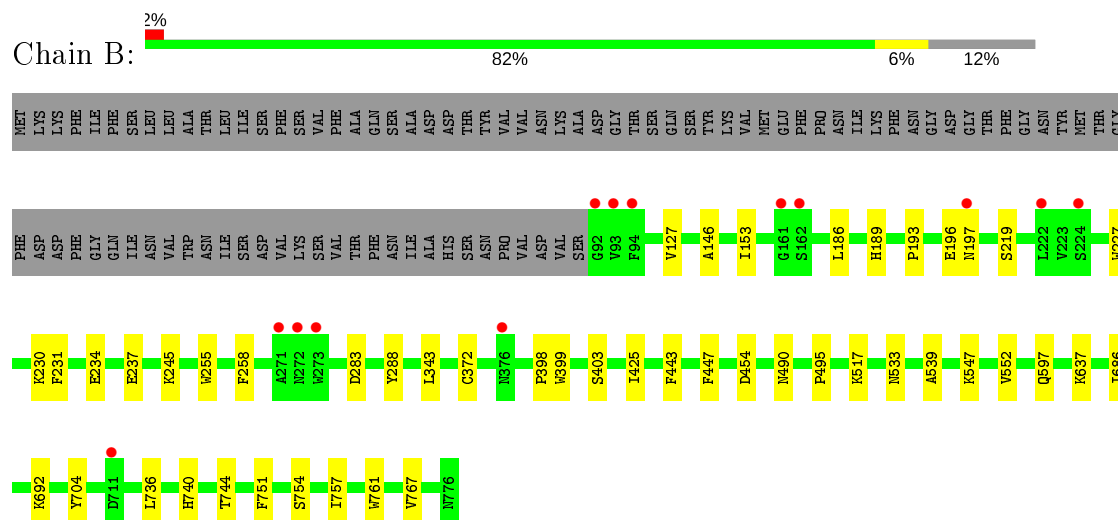 2%
Chain B:
82% 6% 12%
MET LYS LYS PHE ILE PHE SER LEU LEU ALA THR LEU ILE SER PHE SER VAL PHE ALA GLN SER ALA ASP ASP THR TYR VAL VAL ASN LYS ALA ASP GLY THR SER GLN SER TYR LYS VAL MET GLU PHE PRO ASN ILE LYS PHE ASN GLY ASP GLY THR PHE GLY ASN TYR MET THR GLY
PHE ASP ASP PHE GLY GLN ILE ASN VAL TRP ASN ILE SER ASP VAL LYS SER VAL THR PHE ASN ILE ALA HIS SER ASN PRO VAL ASP VAL SER G92 V93 F94 V127 A146 I153 G161 S162 L186 H189 P193 E196 N197 S219 L222 V223 S224 W227
K230 F231 E234 E237 K245 W255 F258 A271 N272 W273 D283 Y288 L343 C372 N376 P398 W399 S403 I425 F443 F447 D454 N490 P495 K517 N533 A539 K547 V552 Q597 K637 I686
K692 Y704 D711 L736 H740 T744 F751 S754 I757 W761 V767 N776